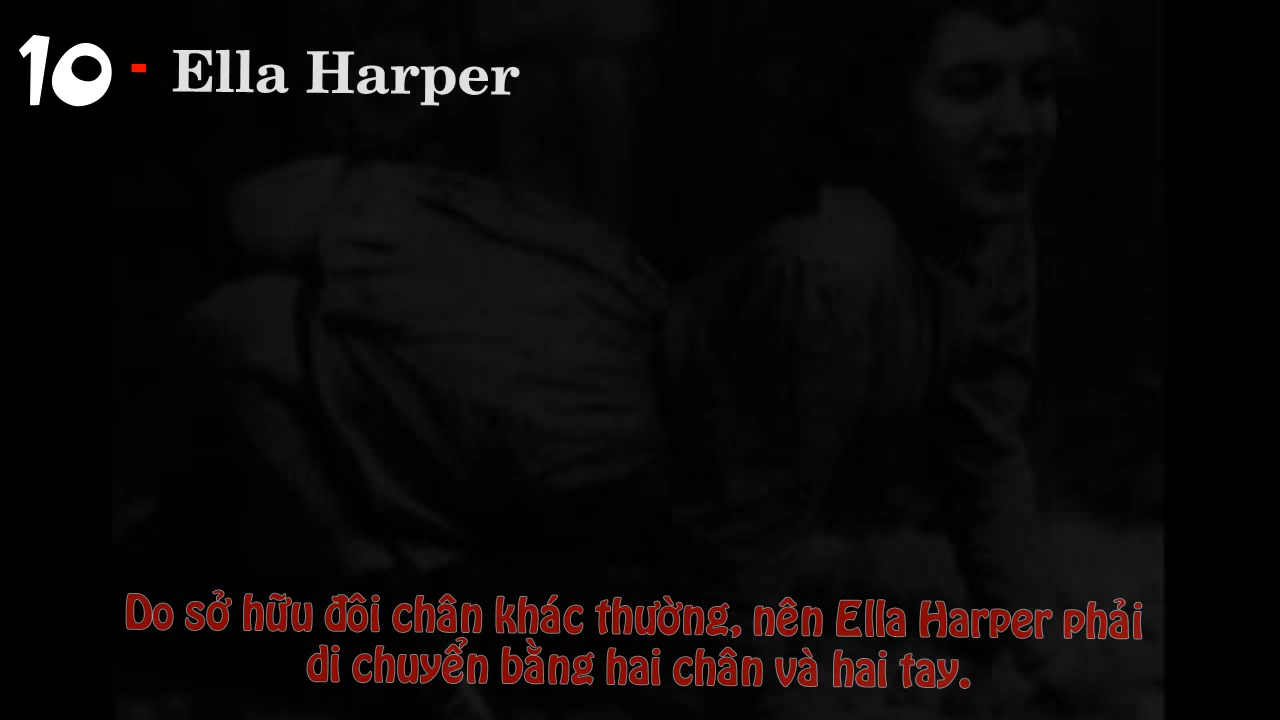 10 - Ella Harper
Do sở hữu đôi chân khác thường, nên Ella Harper phải
di chuyển bằng hai chân và hai tay.